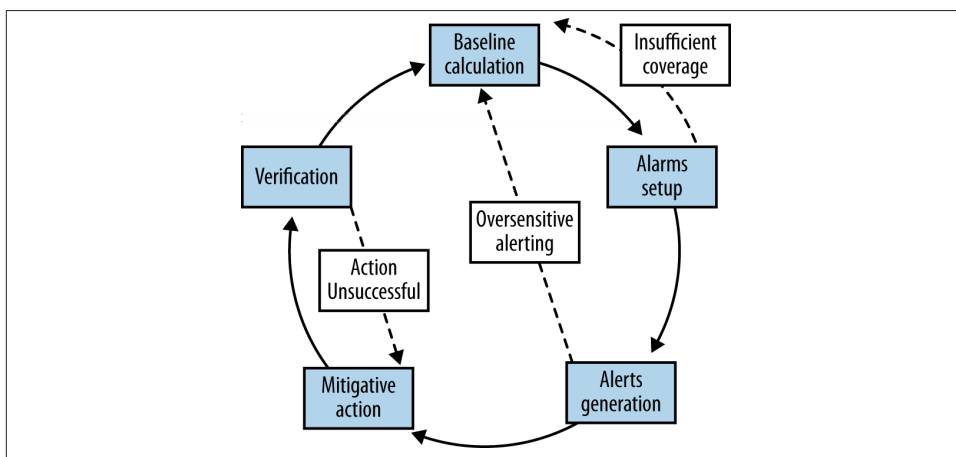 Baseline
calculation
Insufficient
coverage
Verification
Alarms
setup
Oversensitive
alerting
Action
Unsuccessful
Mitigative
action
Alerts
generation